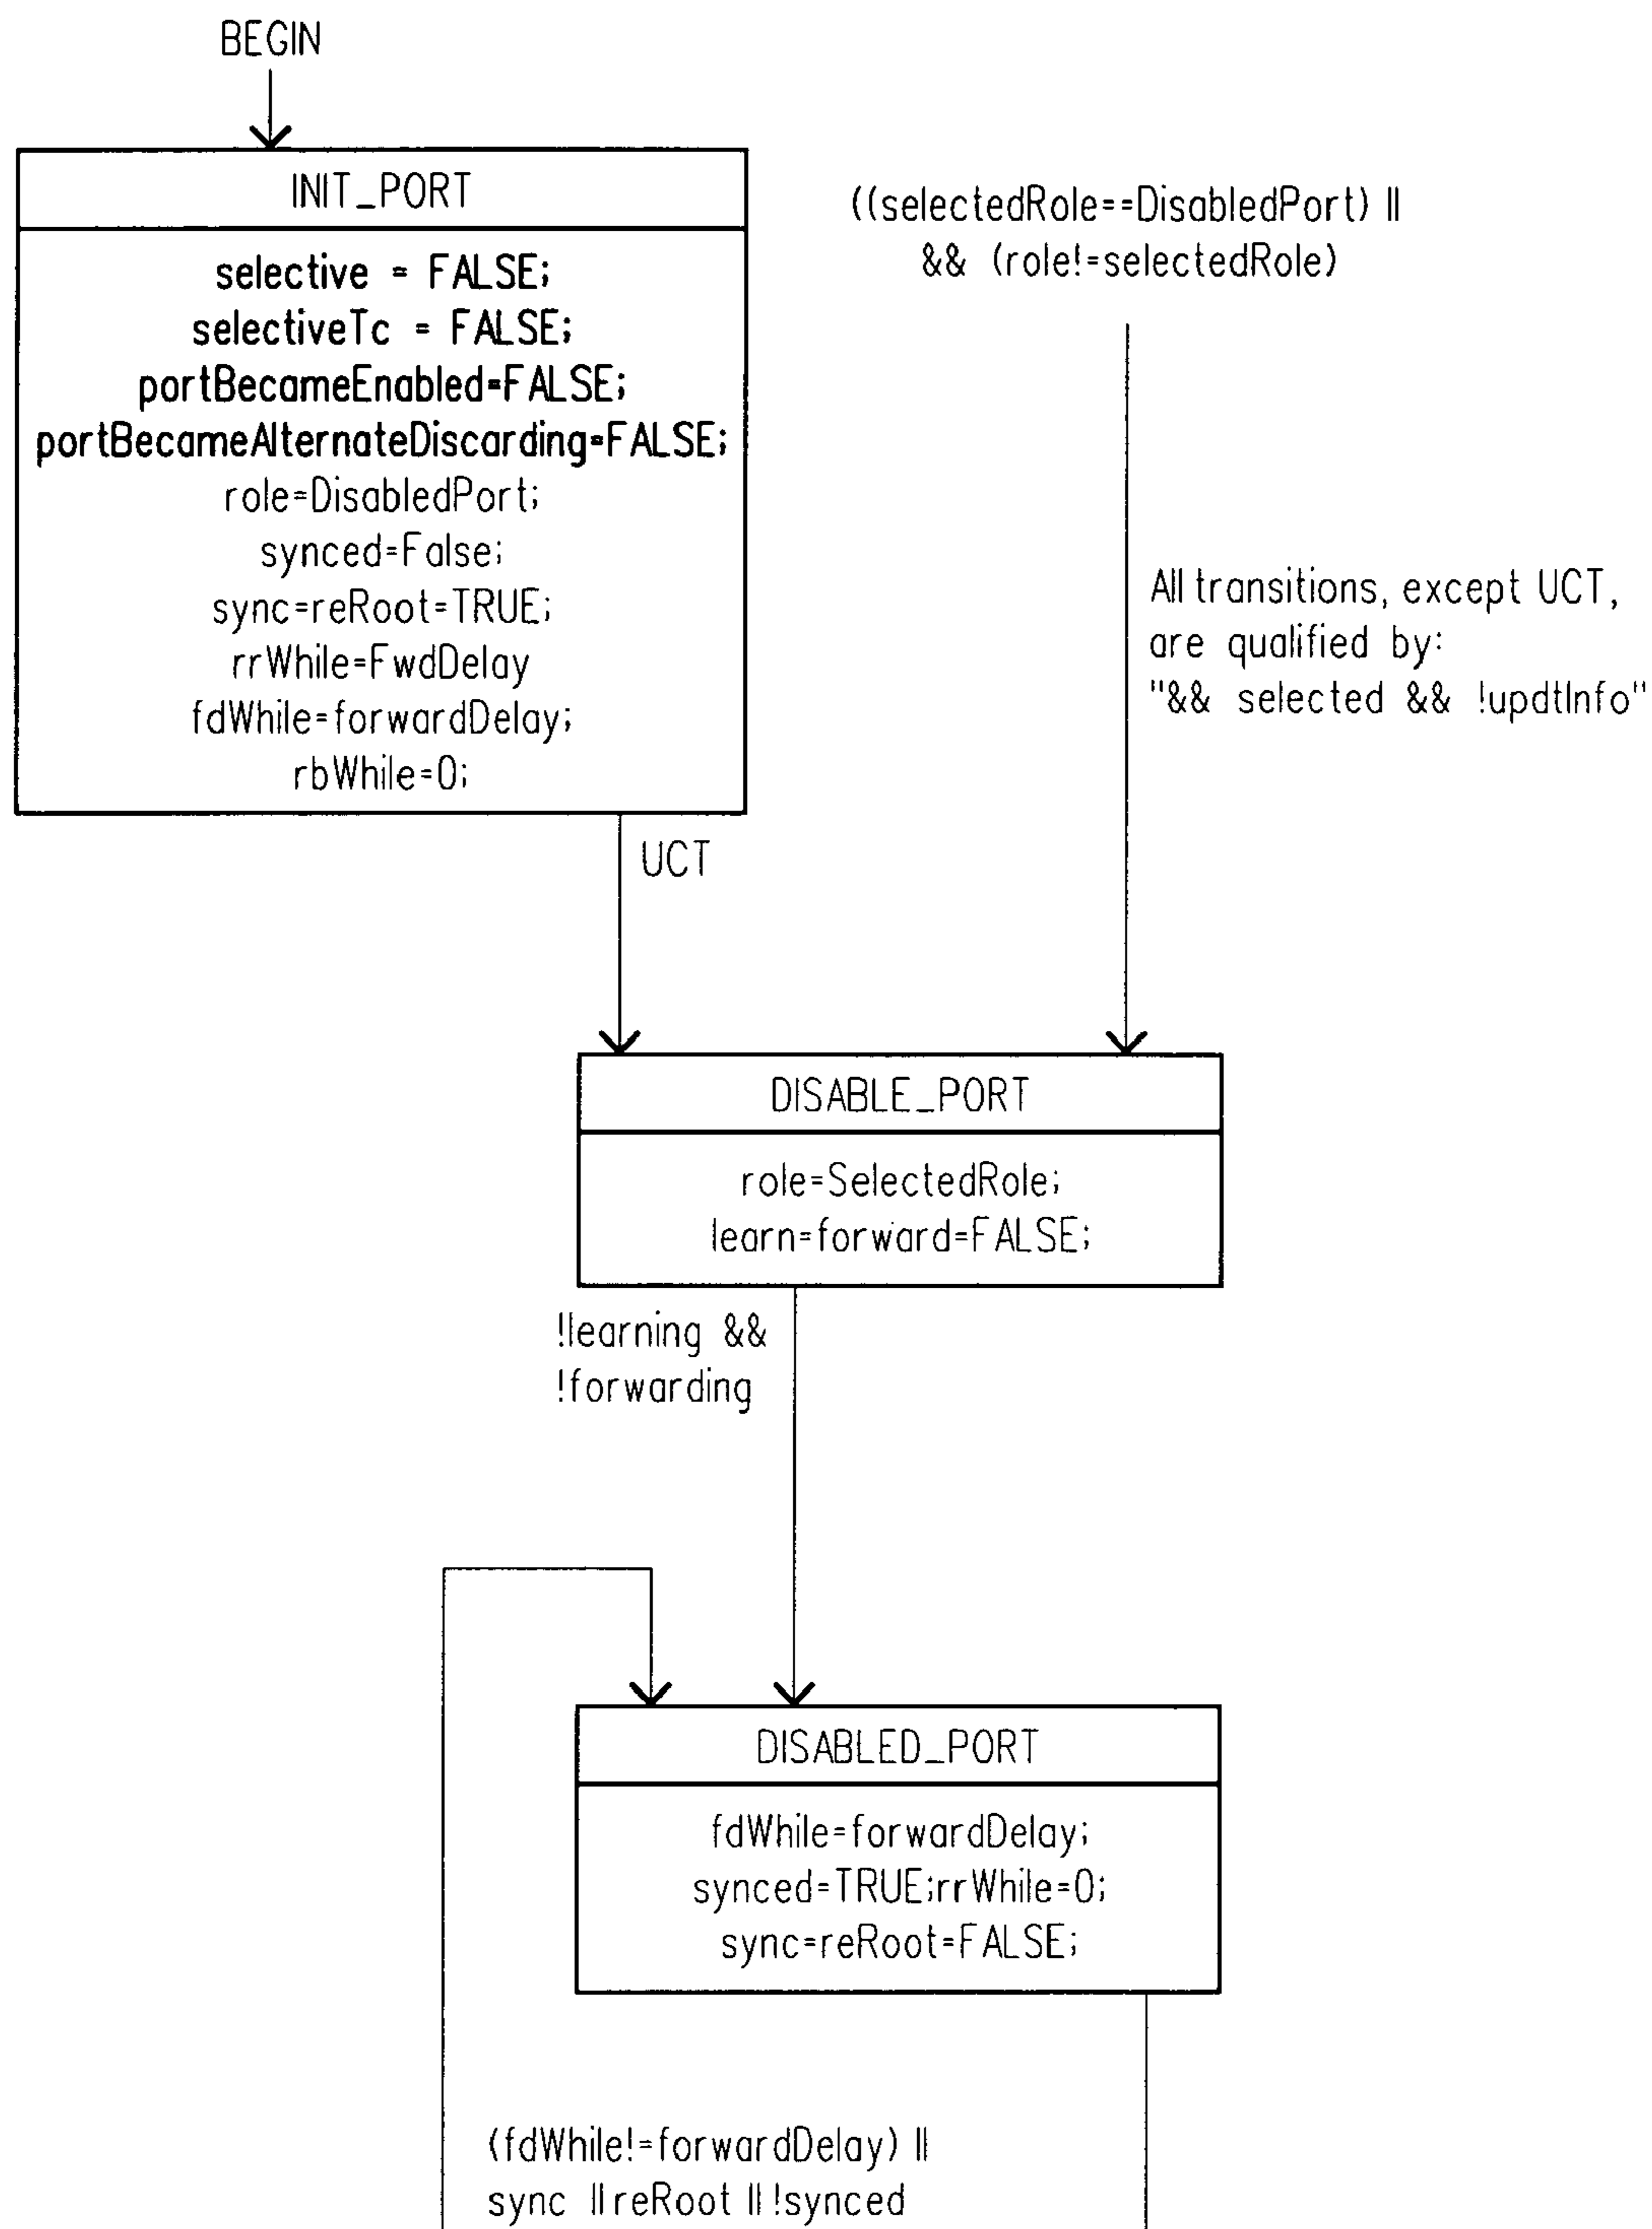 BEGIN
INIT_PORT
selective = FALSE;
selectiveTc = FALSE;
portBecameEnabled=FALSE;
portBecameAlternateDiscarding=FALSE;
role=DisabledPort;
synced=False;
sync=reRoot=TRUE;
rrWhile=FwdDelay
fdWhile=forwardDelay;
rbWhile=0;
((selectedRole==DisabledPort) ||
&& (role!=selectedRole)
All transitions, except UCT,
are qualified by:
"&& selected && !updtInfo"
UCT
DISABLE_PORT
role=SelectedRole;
learn=forward=FALSE;
!learning &&
!forwarding
DISABLED_PORT
fdWhile=forwardDelay;
synced=TRUE;rrWhile=0;
sync=reRoot=FALSE;
(fdWhile!=forwardDelay) ||
sync ||reRoot || !synced